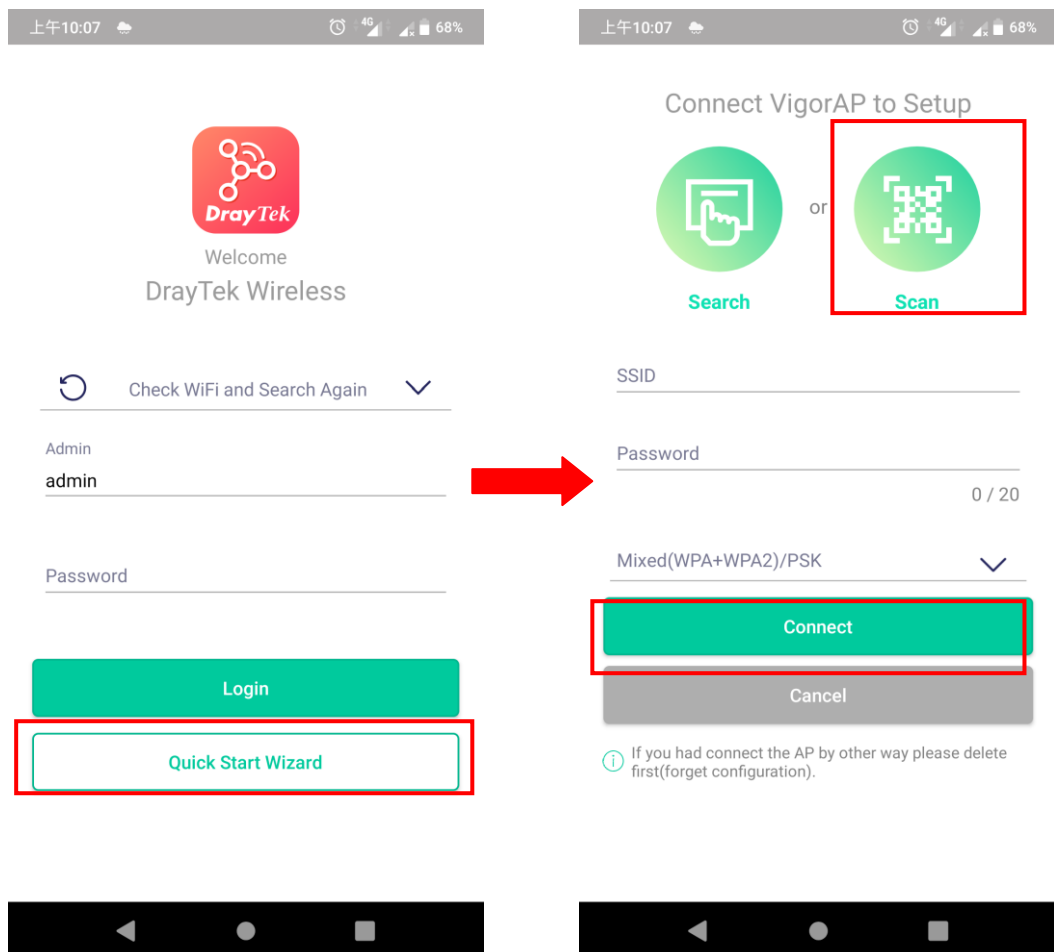 上午10:07
4G
68%
DrayTek
Welcome
DrayTek Wireless
Check WiFi and Search Again
Admin
admin
Password
Login
Quick Start Wizard
上午10:07
4G
68%
Connect VigorAP to Setup
or
Search
Scan
SSID
Password
0 / 20
Mixed(WPA+WPA2)/PSK
Connect
Cancel
If you had connect the AP by other way please delete
first(forget configuration).